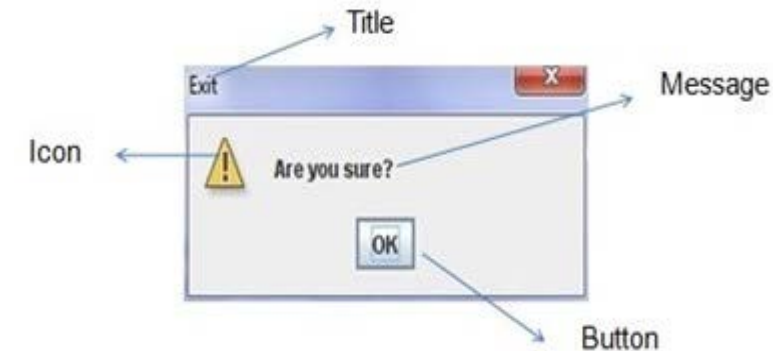 Title
Exit
X
Message
Icon
!
Are you sure?
OK
Button